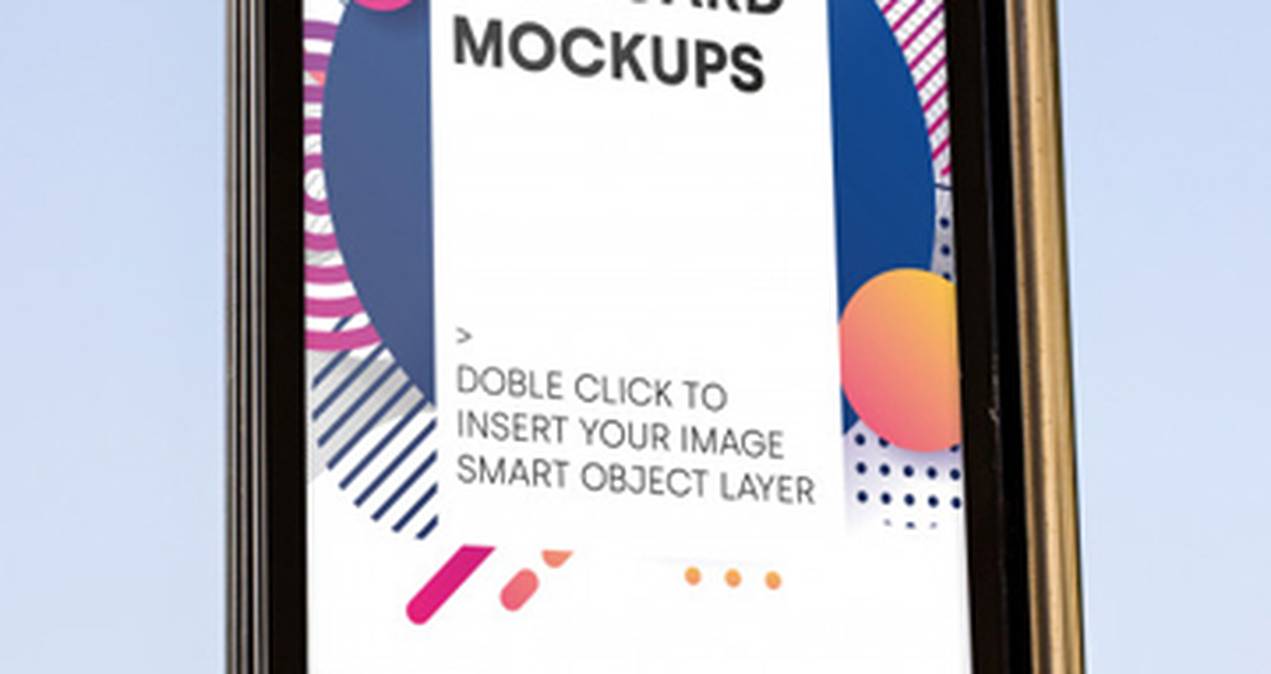 MOCKUPS
>
DOBLE CLICK TO
INSERT YOUR IMAGE
SMART OBJECT LAYER